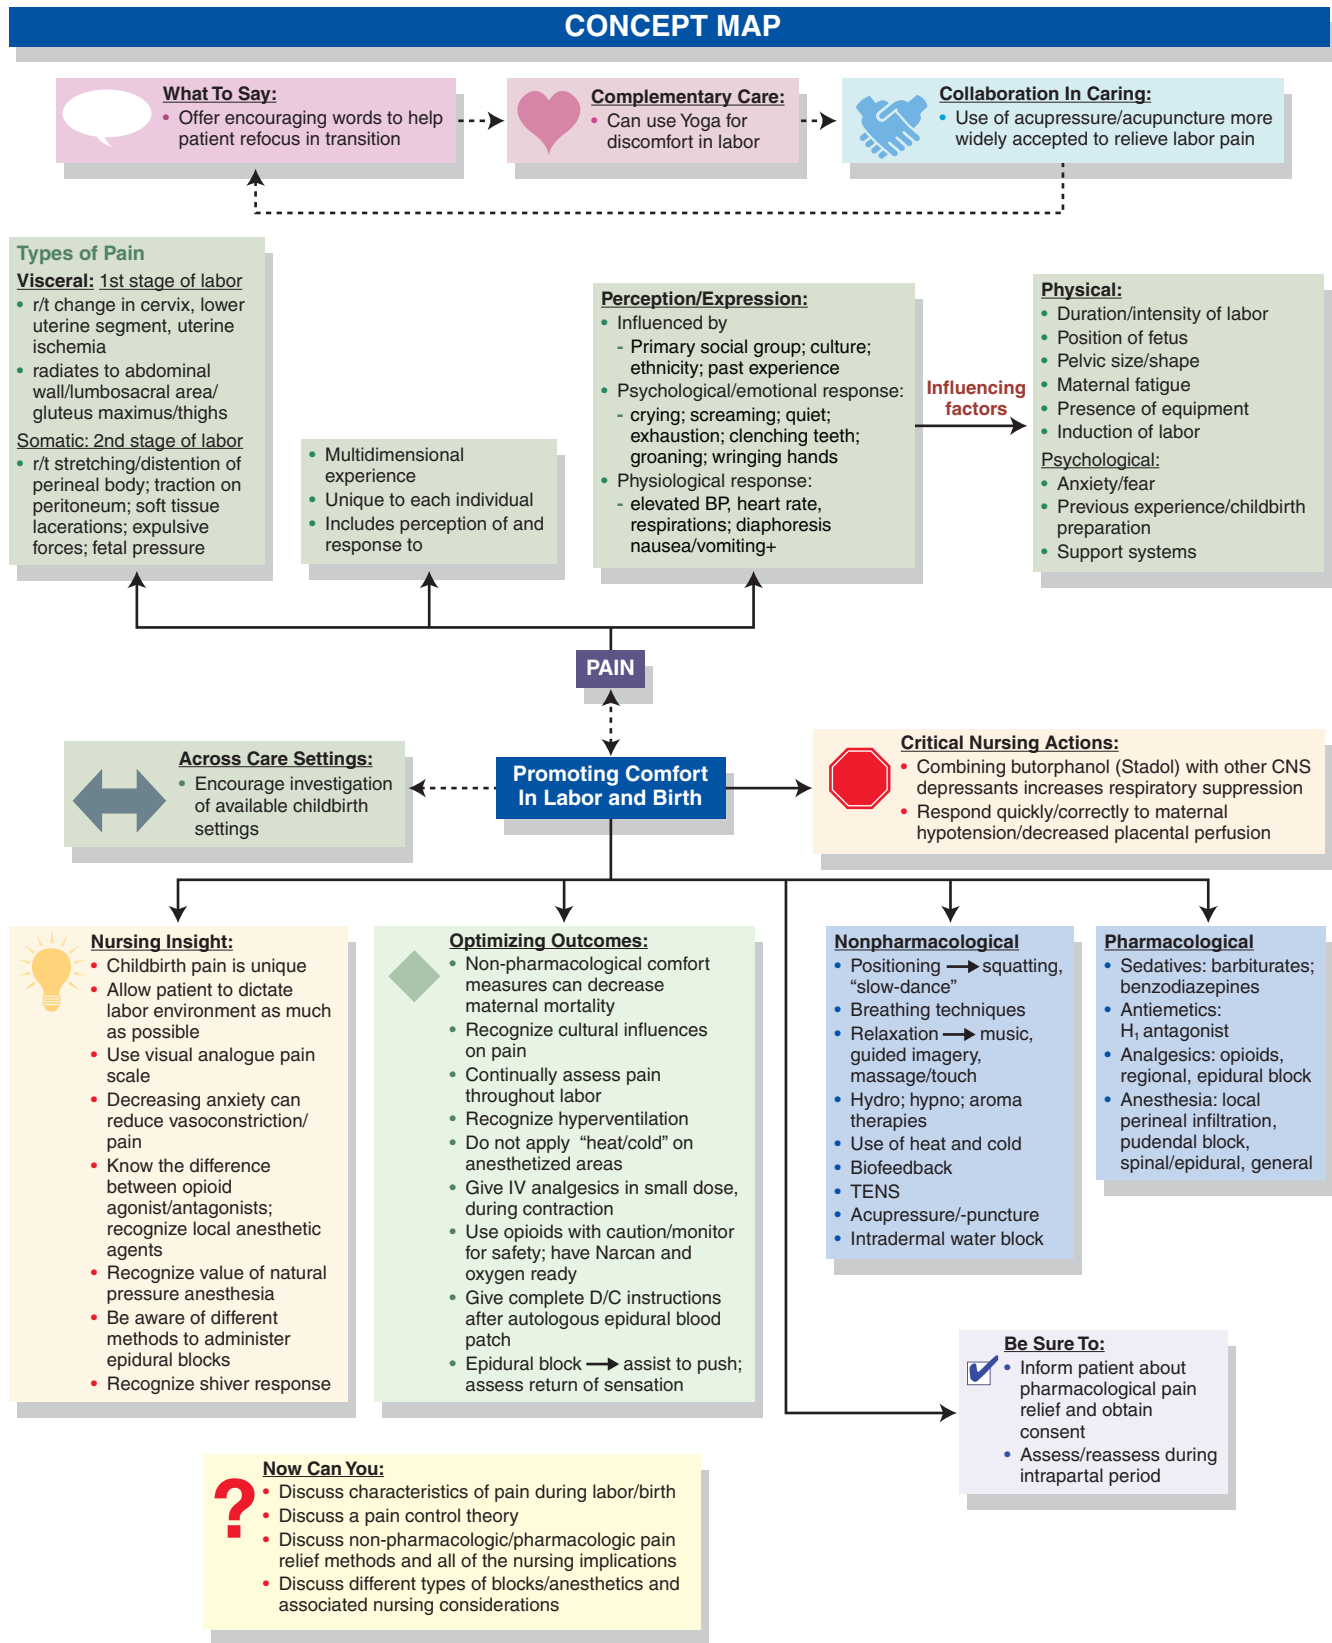 CONCEPT MAP
What To Say:
• Offer encouraging words to help
patient refocus in transition
Complementary Care:
• Can use Yoga for
discomfort in labor
Collaboration In Caring:
• Use of acupressure/acupuncture more
widely accepted to relieve labor pain
Types of Pain
Visceral: 1st stage of labor
• r/t change in cervix, lower
uterine segment, uterine
ischemia
• radiates to abdominal
wall/lumbosacral area/
gluteus maximus/thighs
Somatic: 2nd stage of labor
• r/t stretching/distention of
perineal body; traction on
peritoneum; soft tissue
lacerations; expulsive
forces; fetal pressure
• Multidimensional
experience
• Unique to each individual
• Includes perception of and
response to
Perception/Expression:
• Influenced by
- Primary social group; culture;
ethnicity; past experience
• Psychological/emotional response:
- crying; screaming; quiet;
exhaustion; clenching teeth;
groaning; wringing hands
• Physiological response:
- elevated BP, heart rate,
respirations; diaphoresis
nausea/vomiting+
Influencing
factors
Physical:
• Duration/intensity of labor
• Position of fetus
• Pelvic size/shape
• Maternal fatigue
• Presence of equipment
• Induction of labor
Psychological:
• Anxiety/fear
• Previous experience/childbirth
preparation
• Support systems
PAIN
Across Care Settings:
• Encourage investigation
of available childbirth
settings
Promoting Comfort
In Labor and Birth
Critical Nursing Actions:
• Combining butorphanol (Stadol) with other CNS
depressants increases respiratory suppression
• Respond quickly/correctly to maternal
hypotension/decreased placental perfusion
Nursing Insight:
• Childbirth pain is unique
• Allow patient to dictate
labor environment as much
as possible
• Use visual analogue pain
scale
• Decreasing anxiety can
reduce vasoconstriction/
pain
• Know the difference
between opioid
agonist/antagonists;
recognize local anesthetic
agents
• Recognize value of natural
pressure anesthesia
• Be aware of different
methods to administer
epidural blocks
• Recognize shiver response
Optimizing Outcomes:
• Non-pharmacological comfort
measures can decrease
maternal mortality
• Recognize cultural influences
on pain
• Continually assess pain
throughout labor
• Recognize hyperventilation
• Do not apply “heat/cold” on
anesthetized areas
• Give IV analgesics in small dose,
during contraction
• Use opioids with caution/monitor
for safety; have Narcan and
oxygen ready
• Give complete D/C instructions
after autologous epidural blood
patch
• Epidural block → assist to push;
assess return of sensation
Nonpharmacological
• Positioning → squatting,
“slow-dance”
• Breathing techniques
• Relaxation → music,
guided imagery,
massage/touch
• Hydro; hypno; aroma
therapies
• Use of heat and cold
• Biofeedback
• TENS
• Acupressure/-puncture
• Intradermal water block
Pharmacological
• Sedatives: barbiturates;
benzodiazepines
• Antiemetics:
H₁ antagonist
• Analgesics: opioids,
regional, epidural block
• Anesthesia: local
perineal infiltration,
pudendal block,
spinal/epidural, general
Be Sure To:
• Inform patient about
pharmacological pain
relief and obtain
consent
• Assess/reassess during
intrapartal period
?
Now Can You:
• Discuss characteristics of pain during labor/birth
• Discuss a pain control theory
• Discuss non-pharmacologic/pharmacologic pain
relief methods and all of the nursing implications
• Discuss different types of blocks/anesthetics and
associated nursing considerations